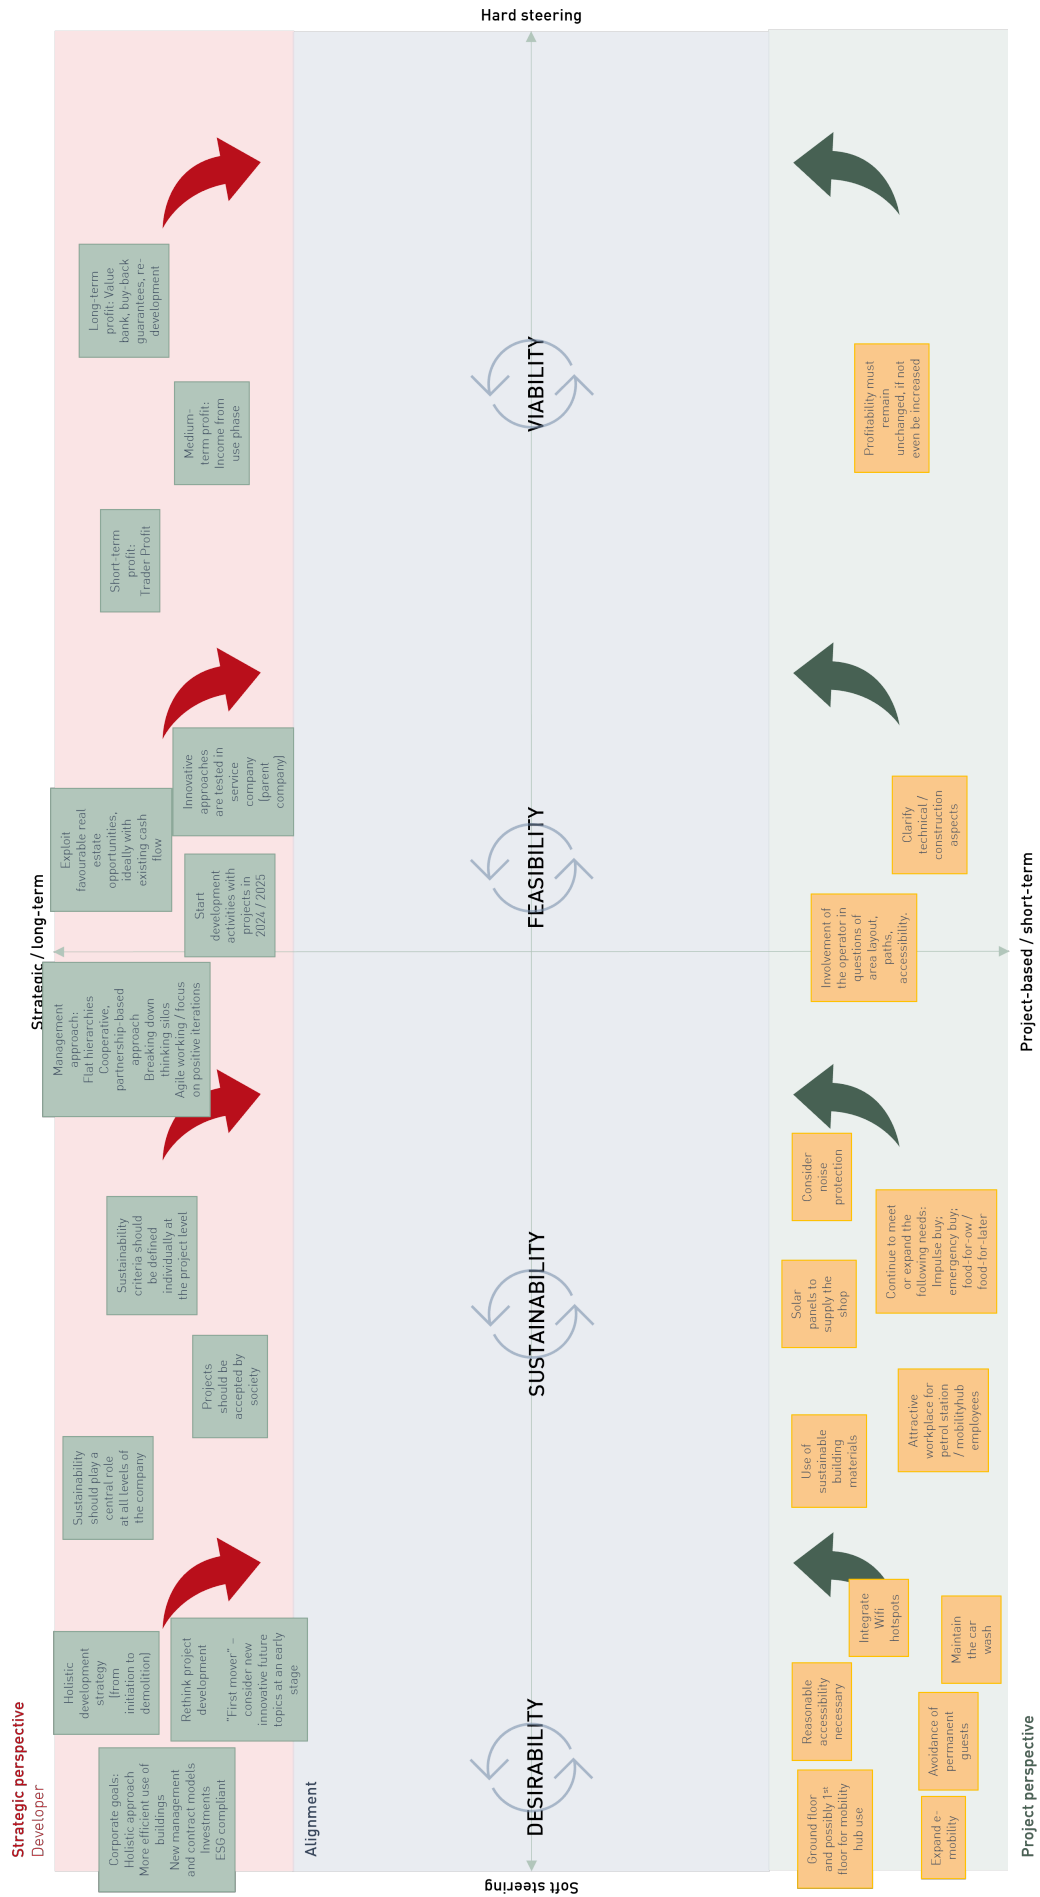 Hard steering
Strategic perspective
Developer
Strategic / long-term
Corporate goals:
Holistic approach
More efficient use of
buildings
New management
and contract models
Investments
ESG compliant
Holistic
development
strategy
(from
initiation to
demolition)
Rethink project
development
"First mover" –
consider new
innovative future
topics at an early
stage
Sustainability
should play a
central role
at all levels of
the company
Projects
should be
accepted by
society
Sustainability
criteria should
be defined
individually at
the project level
Management
approach:
Flat hierarchies
Cooperative,
partnership-based
approach
Breaking down
thinking silos
Agile working / focus
on positive iterations
Exploit
favourable real
estate
opportunities,
ideally with
existing cash
flow
Start
development
activities with
projects in
2024 / 2025
Innovative
approaches
are tested in
service
company
(parent
company)
Short-term
profit:
Trader Profit
Medium-
term profit:
Income from
use phase
Long-term
profit: Value
bank, buy-back
guarantees, re-
development
Alignment
DESIRABILITY
SUSTAINABILITY
FEASIBILITY
VIABILITY
Ground floor
and possibly 1st
floor for mobility
hub use
Reasonable
accessibility
necessary
Integrate
Wifi
hotspots
Expand e-
mobility
Avoidance of
permanent
guests
Maintain
the car
wash
Use of
sustainable
building
materials
Solar
panels to
supply the
shop
Consider
noise
protection
Attractive
workplace for
petrol station
/ mobilityhub
employees
Continue to meet
or expand the
following needs:
Impulse buy;
emergency buy;
food-for-ow /
food-for-later
Involvement of
the operator in
questions of
area layout,
paths,
accessibility.
Clarify
technical /
construction
aspects
Profitability must
remain
unchanged, if not
even be increased
Project perspective
Project-based / short-term
Soft steering